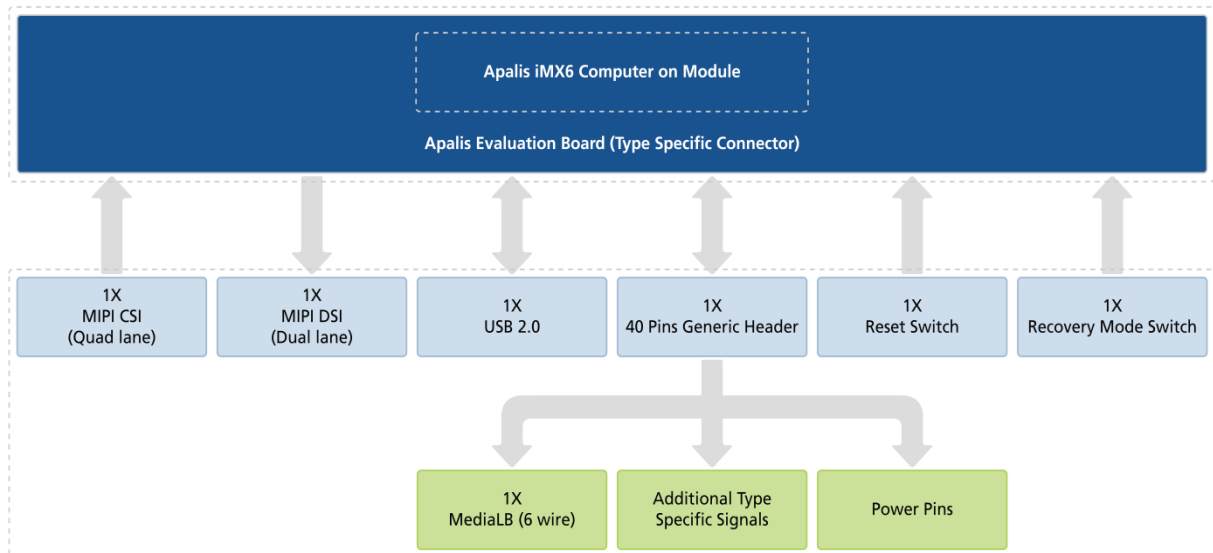 Apalis iMX6 Computer on Module
Apalis Evaluation Board (Type Specific Connector)
1X
MIPI CSI
(Quad lane)
1X
MIPI DSI
(Dual lane)
1X
USB 2.0
1X
40 Pins Generic Header
1X
Reset Switch
1X
Recovery Mode Switch
1X
MediaLB (6 wire)
Additional Type
Specific Signals
Power Pins